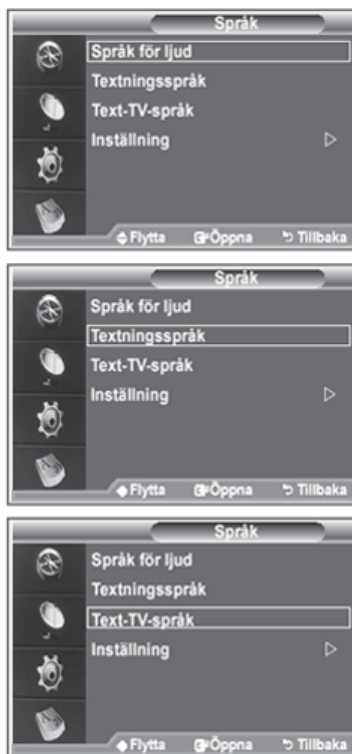 Språk
Språk för ljud
Textningsspråk
Text-TV-språk
Inställning
Flytta Öppna Tillbaka
Språk
Språk för ljud
Textningsspråk
Text-TV-språk
Inställning
Flytta Öppna Tillbaka
Språk
Språk för ljud
Textningsspråk
Text-TV-språk
Inställning
Flytta Öppna Tillbaka